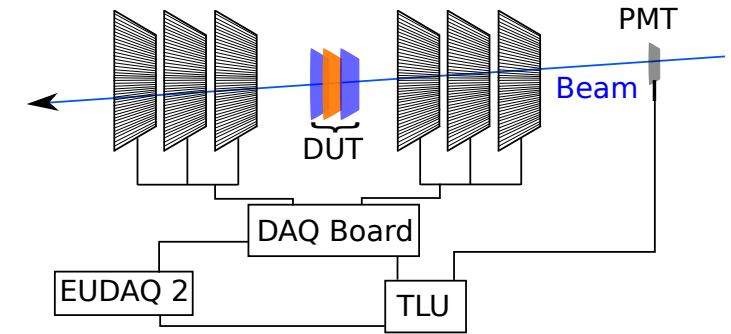 PMT
Beam
DUT
DAQ Board
EUDAQ 2
TLU